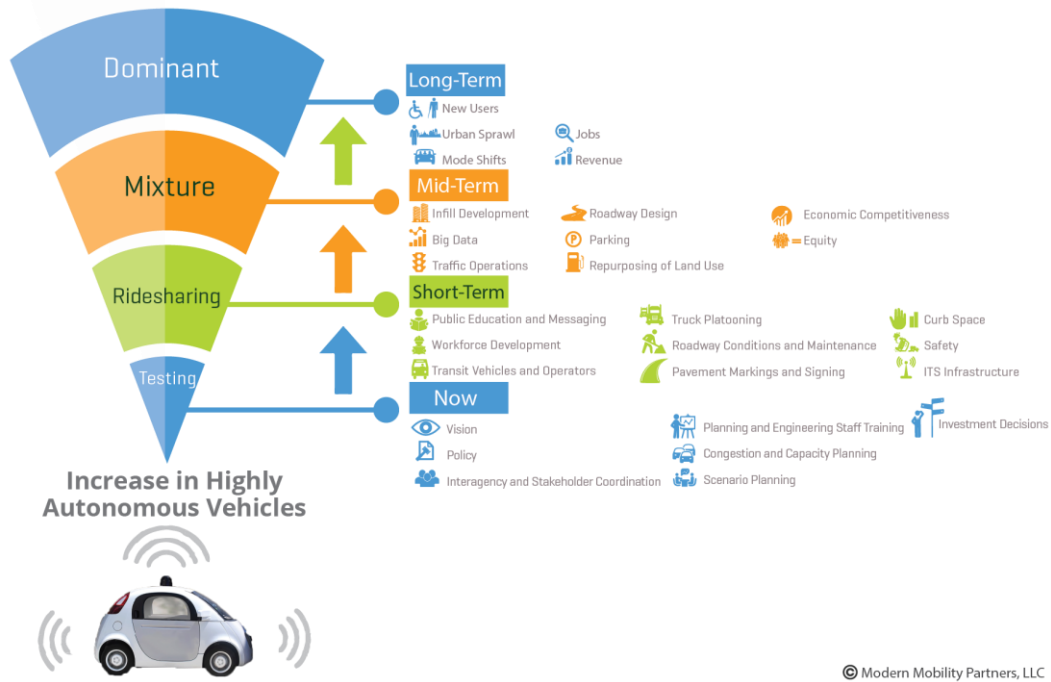 Dominant
Long-Term
New Users
Urban Sprawl
Jobs
Mode Shifts
Revenue
Mixture
Mid-Term
Infill Development
Roadway Design
Economic Competitiveness
Big Data
P
Parking
= Equity
Traffic Operations
Repurposing of Land Use
Ridesharing
Short-Term
Public Education and Messaging
Truck Platooning
Curb Space
Workforce Development
Roadway Conditions and Maintenance
Safety
Transit Vehicles and Operators
Pavement Markings and Signing
ITS Infrastructure
Testing
Now
Vision
Planning and Engineering Staff Training
Investment Decisions
Policy
Congestion and Capacity Planning
Interagency and Stakeholder Coordination
Scenario Planning
Increase in Highly
Autonomous Vehicles
© Modern Mobility Partners, LLC